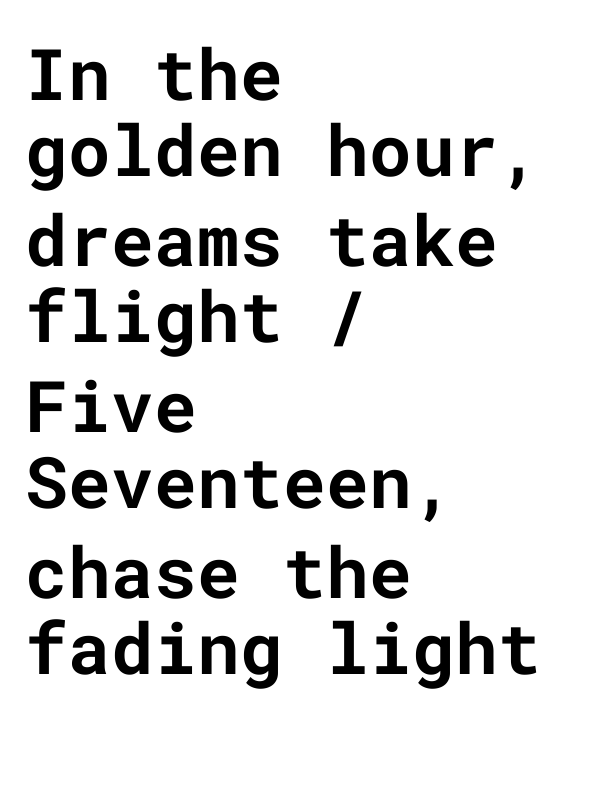 In the
golden hour,
dreams take
flight /
Five
Seventeen,
chase the
fading light